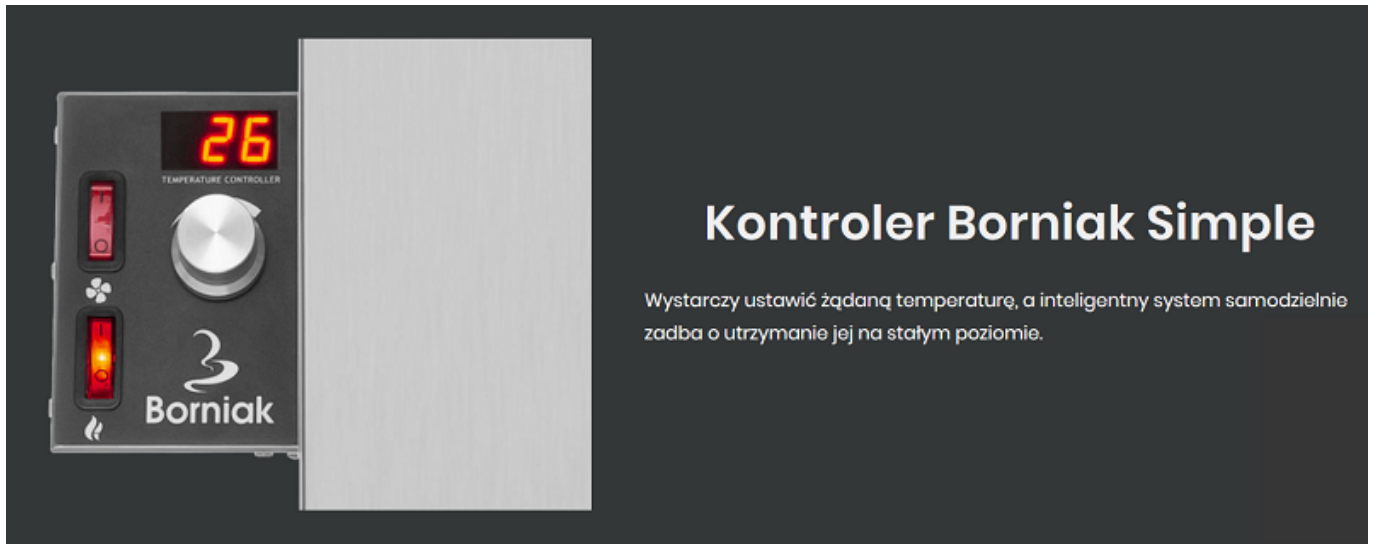 26
TEMPERATURE CONTROLLER
Borniak
Kontroler Borniak Simple
Wystarczy ustawić żądaną temperaturę, a inteligentny system samodzielnie
zadba o utrzymanie jej na stałym poziomie.